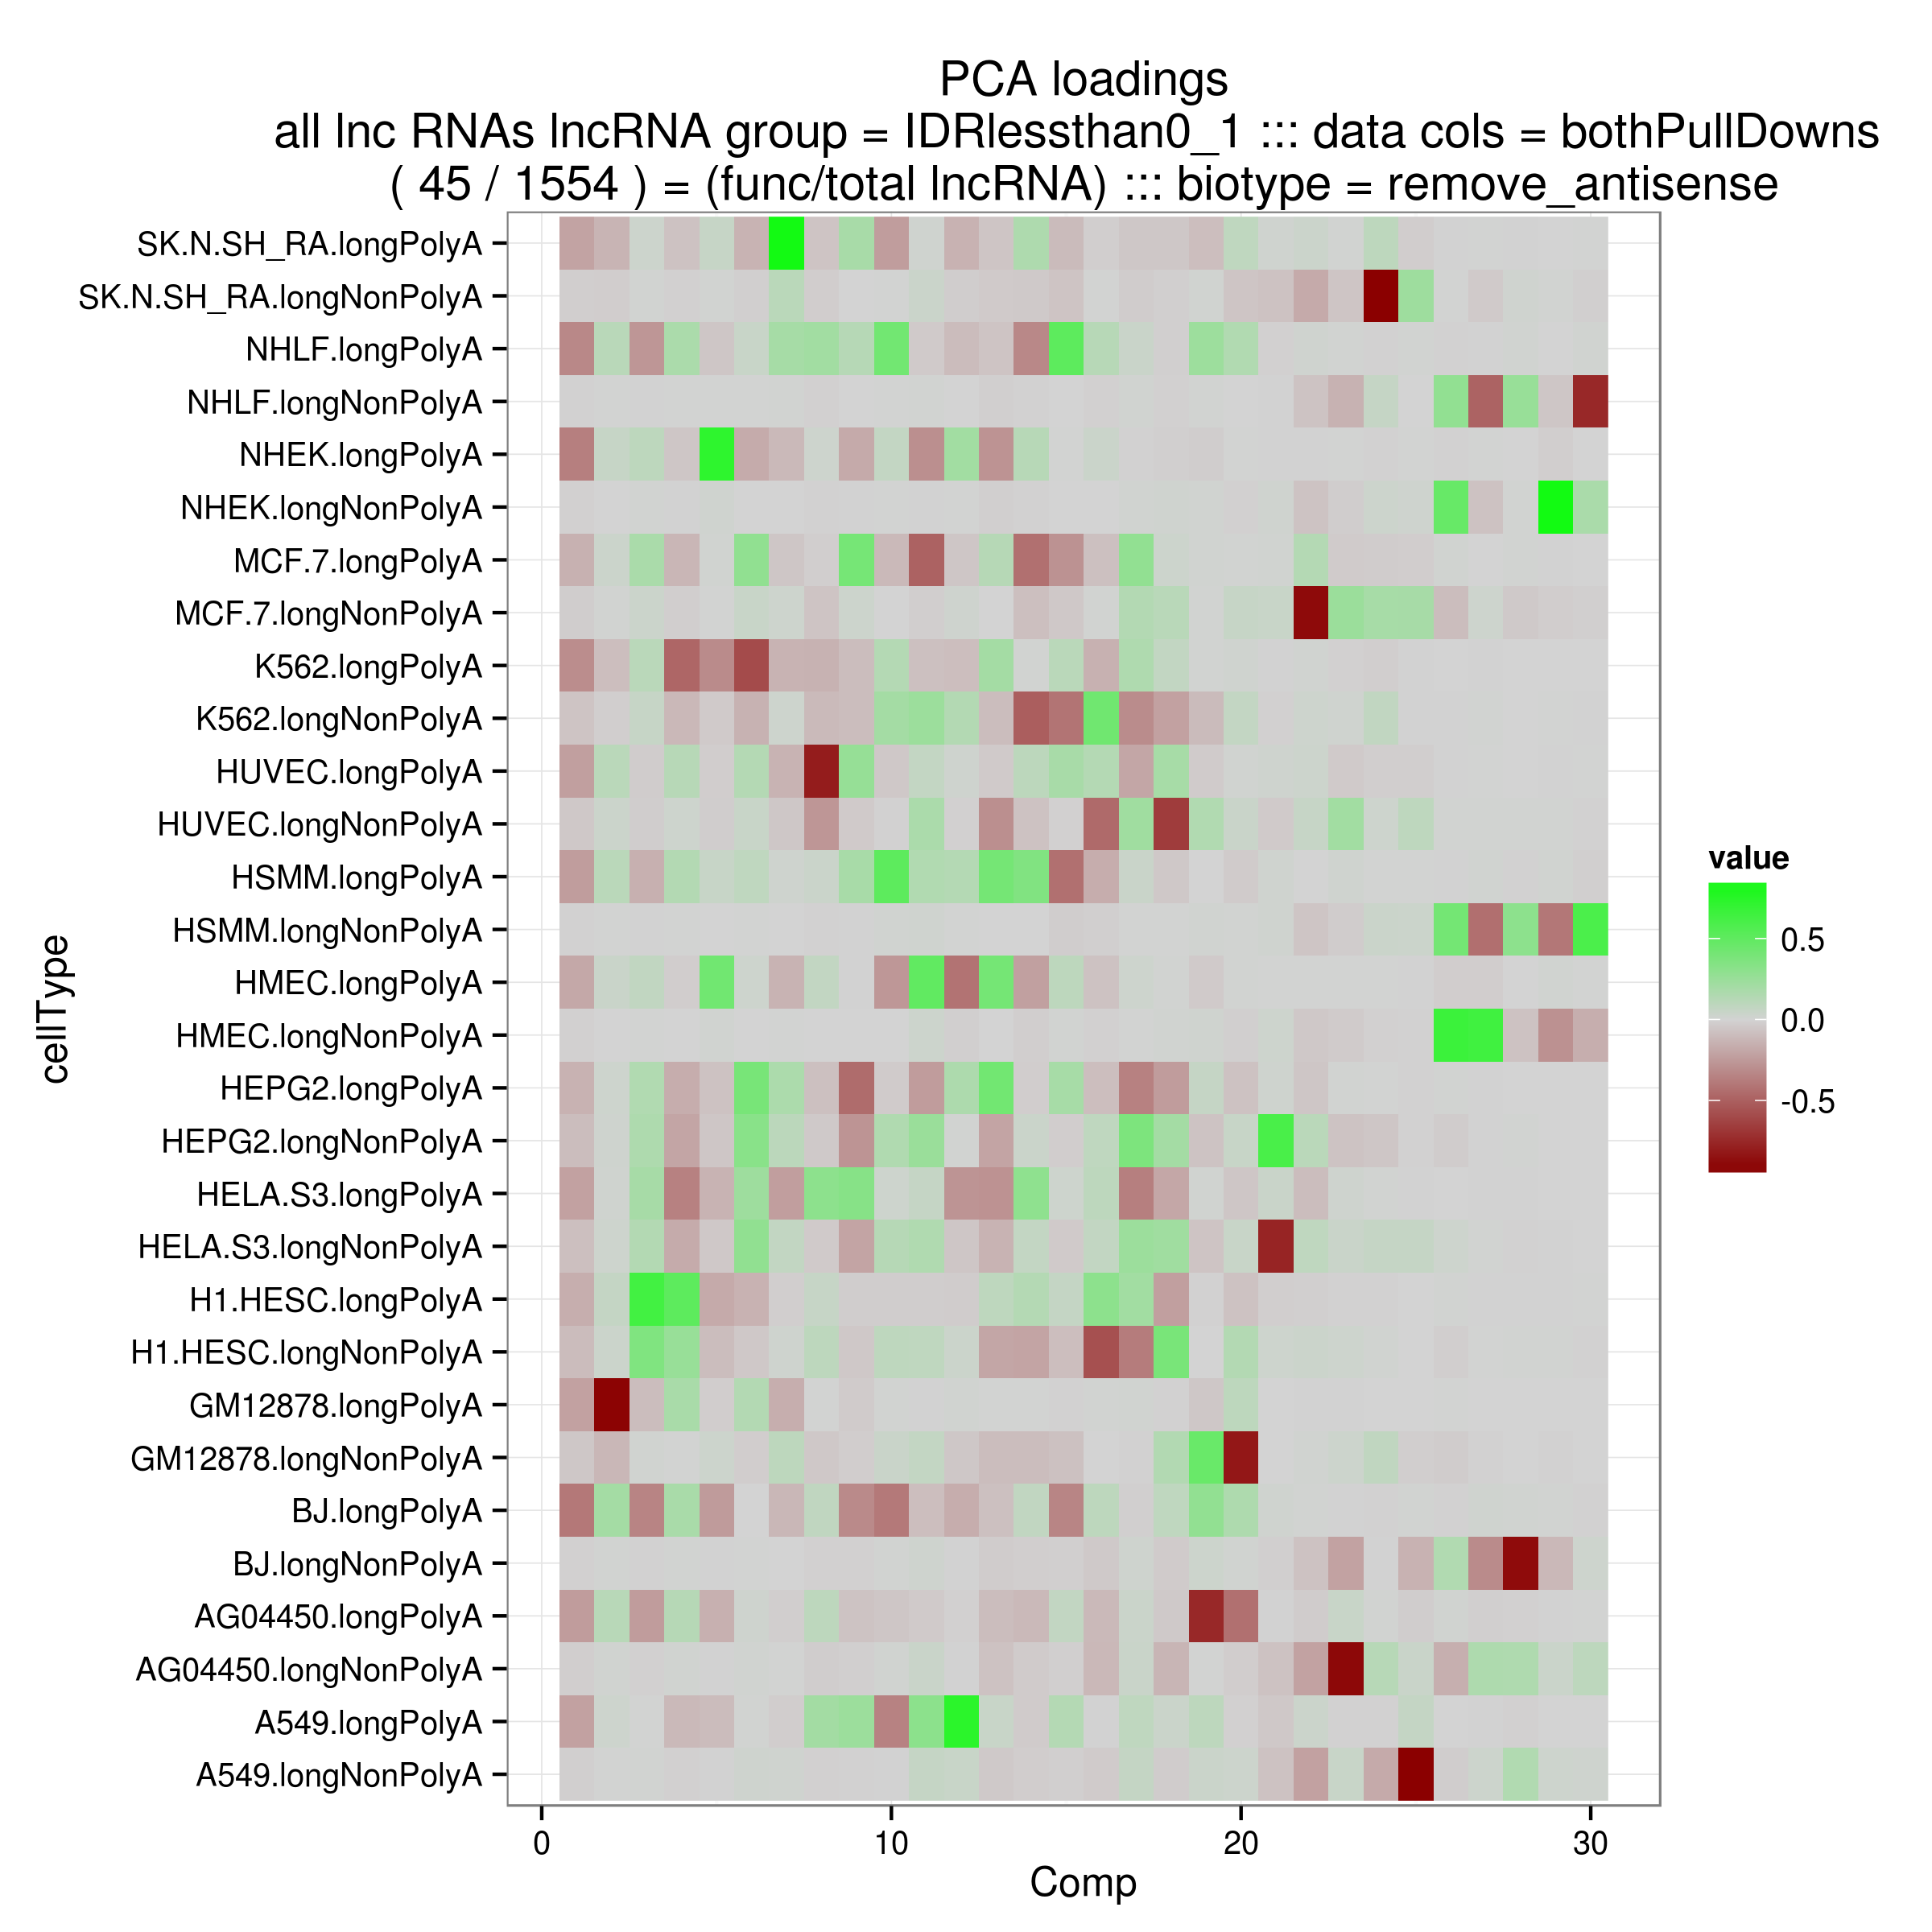 PCA loadings
all lnc RNAs lncRNA group = IDRlessthan0_1 ::: data cols = bothPullDowns
( 45 / 1554 ) = (func/total lncRNA) ::: biotype = remove_antisense
cellType
SK.N.SH_RA.longPolyA
SK.N.SH_RA.longNonPolyA
NHLF.longPolyA
NHLF.longNonPolyA
NHEK.longPolyA
NHEK.longNonPolyA
MCF.7.longPolyA
MCF.7.longNonPolyA
K562.longPolyA
K562.longNonPolyA
HUVEC.longPolyA
HUVEC.longNonPolyA
HSMM.longPolyA
HSMM.longNonPolyA
HMEC.longPolyA
HMEC.longNonPolyA
HEPG2.longPolyA
HEPG2.longNonPolyA
HELA.S3.longPolyA
HELA.S3.longNonPolyA
H1.HESC.longPolyA
H1.HESC.longNonPolyA
GM12878.longPolyA
GM12878.longNonPolyA
BJ.longPolyA
BJ.longNonPolyA
AG04450.longPolyA
AG04450.longNonPolyA
A549.longPolyA
A549.longNonPolyA
0 10 20 30
Comp
value
0.5
0.0
-0.5